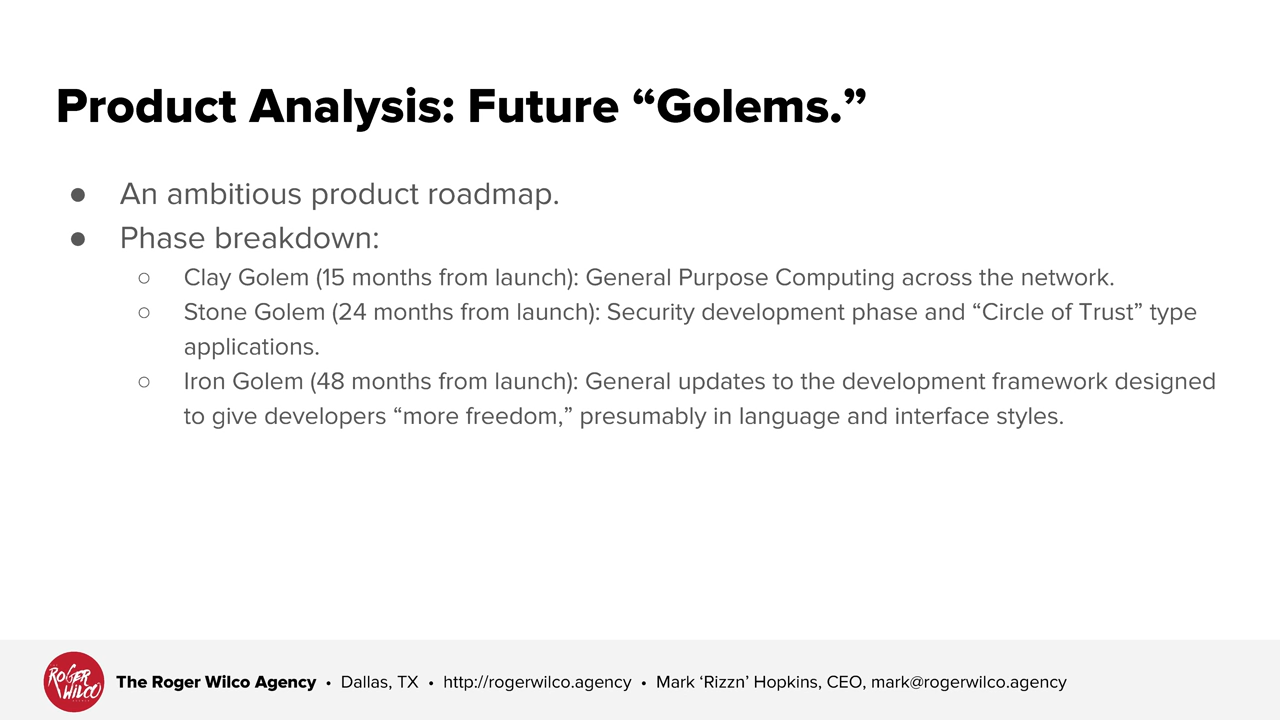 Product Analysis: Future “Golems.”
● An ambitious product roadmap.
● Phase breakdown:
○ Clay Golem (15 months from launch): General Purpose Computing across the network.
○ Stone Golem (24 months from launch): Security development phase and “Circle of Trust” type
applications.
○ Iron Golem (48 months from launch): General updates to the development framework designed
to give developers “more freedom,” presumably in language and interface styles.
ROGER
WILCO
The Roger Wilco Agency • Dallas, TX • http://rogerwilco.agency • Mark ‘Rizzn’ Hopkins, CEO, mark@rogerwilco.agency